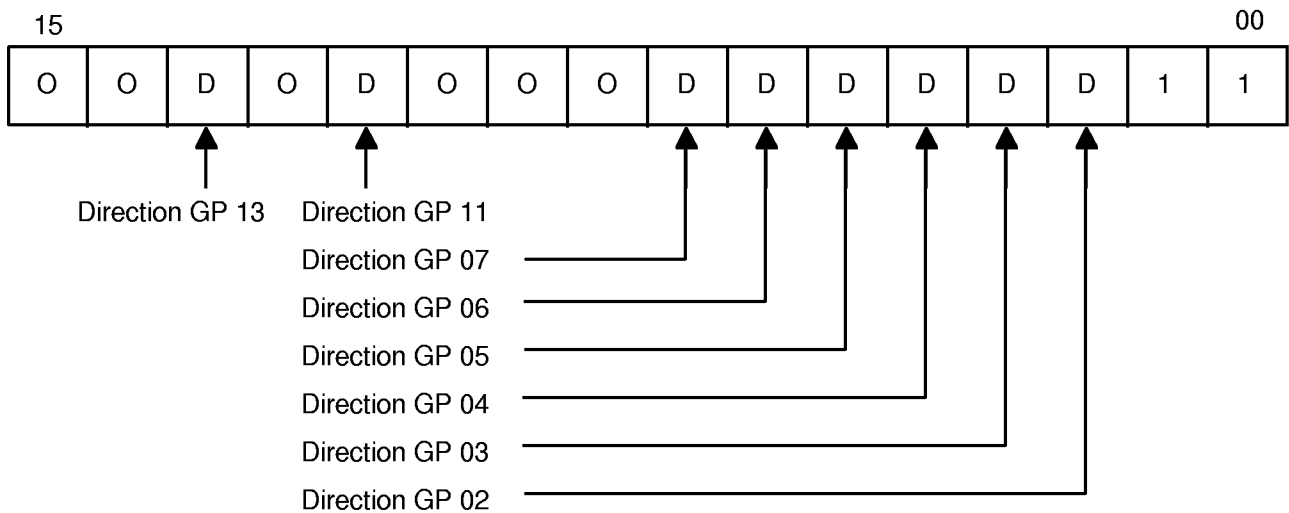 15 00
O O D O D O O O D D D D D D 1 1
Direction GP 13 Direction GP 11
Direction GP 07
Direction GP 06
Direction GP 05
Direction GP 04
Direction GP 03
Direction GP 02